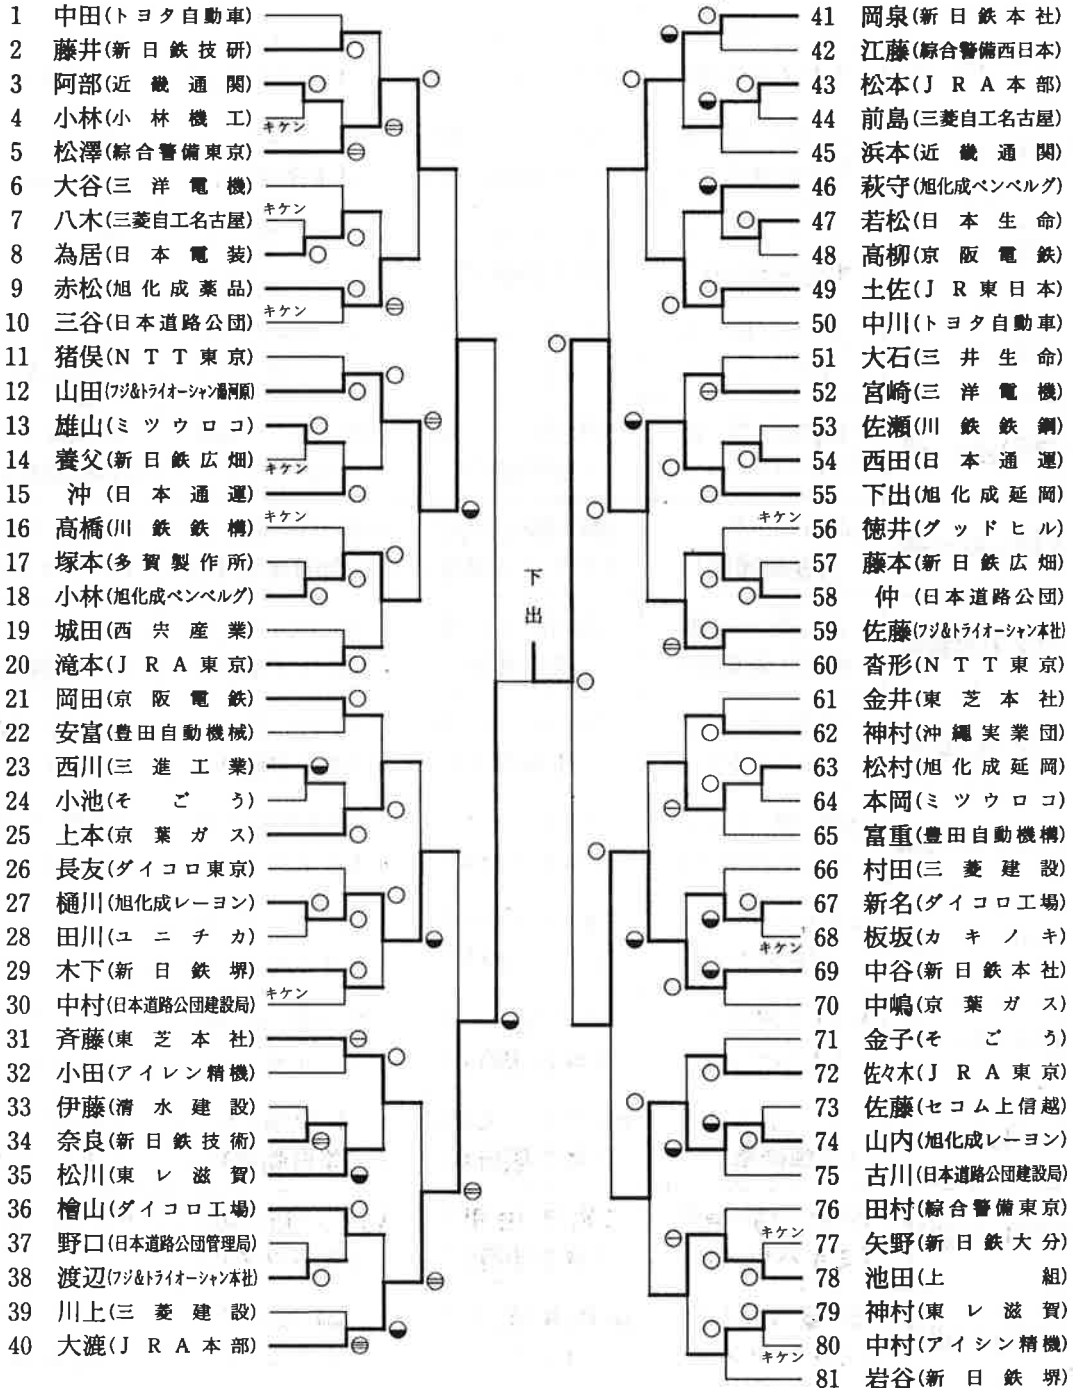 1 中田(トヨタ自動車)
2 藤井(新日鉄技研)
3 阿部(近畿通関)
4 小林(小林機工) キケン
5 松澤(綜合警備東京)
6 大谷(三洋電機)
7 八木(三菱自工名古屋) キケン
8 為居(日本電装)
9 赤松(旭化成薬品)
10 三谷(日本道路公団) キケン
11 猪俣(NTT東京)
12 山田(フジ&トライオーシャン湯河原)
13 雄山(ミツウロコ)
14 養父(新日鉄広畑) キケン
15 沖(日本通運)
16 高橋(川鉄鉄構) キケン
17 塚本(多賀製作所)
18 小林(旭化成ベンベルグ)
19 城田(西宍産業)
20 滝本(JRA東京)
21 岡田(京阪電鉄)
22 安富(豊田自動機械)
23 西川(三進工業)
24 小池(そごう)
25 上本(京葉ガス)
26 長友(ダイコロ東京)
27 樋川(旭化成レーヨン)
28 田川(ユニチカ)
29 木下(新日鉄堺)
30 中村(日本道路公団建設局) キケン
31 斉藤(東芝本社)
32 小田(アイレン精機)
33 伊藤(清水建設)
34 奈良(新日鉄技術)
35 松川(東レ滋賀)
36 檜山(ダイコロ工場)
37 野口(日本道路公団管理局)
38 渡辺(フジ&トライオーシャン本社)
39 川上(三菱建設)
40 大漉(JRA本部)
下出
41 岡泉(新日鉄本社)
42 江藤(綜合警備西日本)
43 松本(JRA本部)
44 前島(三菱自工名古屋)
45 浜本(近畿通関)
46 萩守(旭化成ベンベルグ)
47 若松(日本生命)
48 高柳(京阪電鉄)
49 土佐(JR東日本)
50 中川(トヨタ自動車)
51 大石(三井生命)
52 宮崎(三洋電機)
53 佐瀬(川鉄鉄鋼)
54 西田(日本通運)
55 下出(旭化成延岡)
キケン 56 徳井(グッドヒル)
57 藤本(新日鉄広畑)
58 仲(日本道路公団)
59 佐藤(フジ&トライオーシャン本社)
60 沓形(NTT東京)
61 金井(東芝本社)
62 神村(沖縄実業団)
63 松村(旭化成延岡)
64 本岡(ミツウロコ)
65 富重(豊田自動機構)
66 村田(三菱建設)
67 新名(ダイコロ工場)
キケン 68 板坂(カキノキ)
69 中谷(新日鉄本社)
70 中嶋(京葉ガス)
71 金子(そごう)
72 佐々木(JRA東京)
73 佐藤(セコム上信越)
74 山内(旭化成レーヨン)
75 古川(日本道路公団建設局)
76 田村(綜合警備東京)
キケン 77 矢野(新日鉄大分)
78 池田(上組)
79 神村(東レ滋賀)
キケン 80 中村(アイシン精機)
81 岩谷(新日鉄堺)